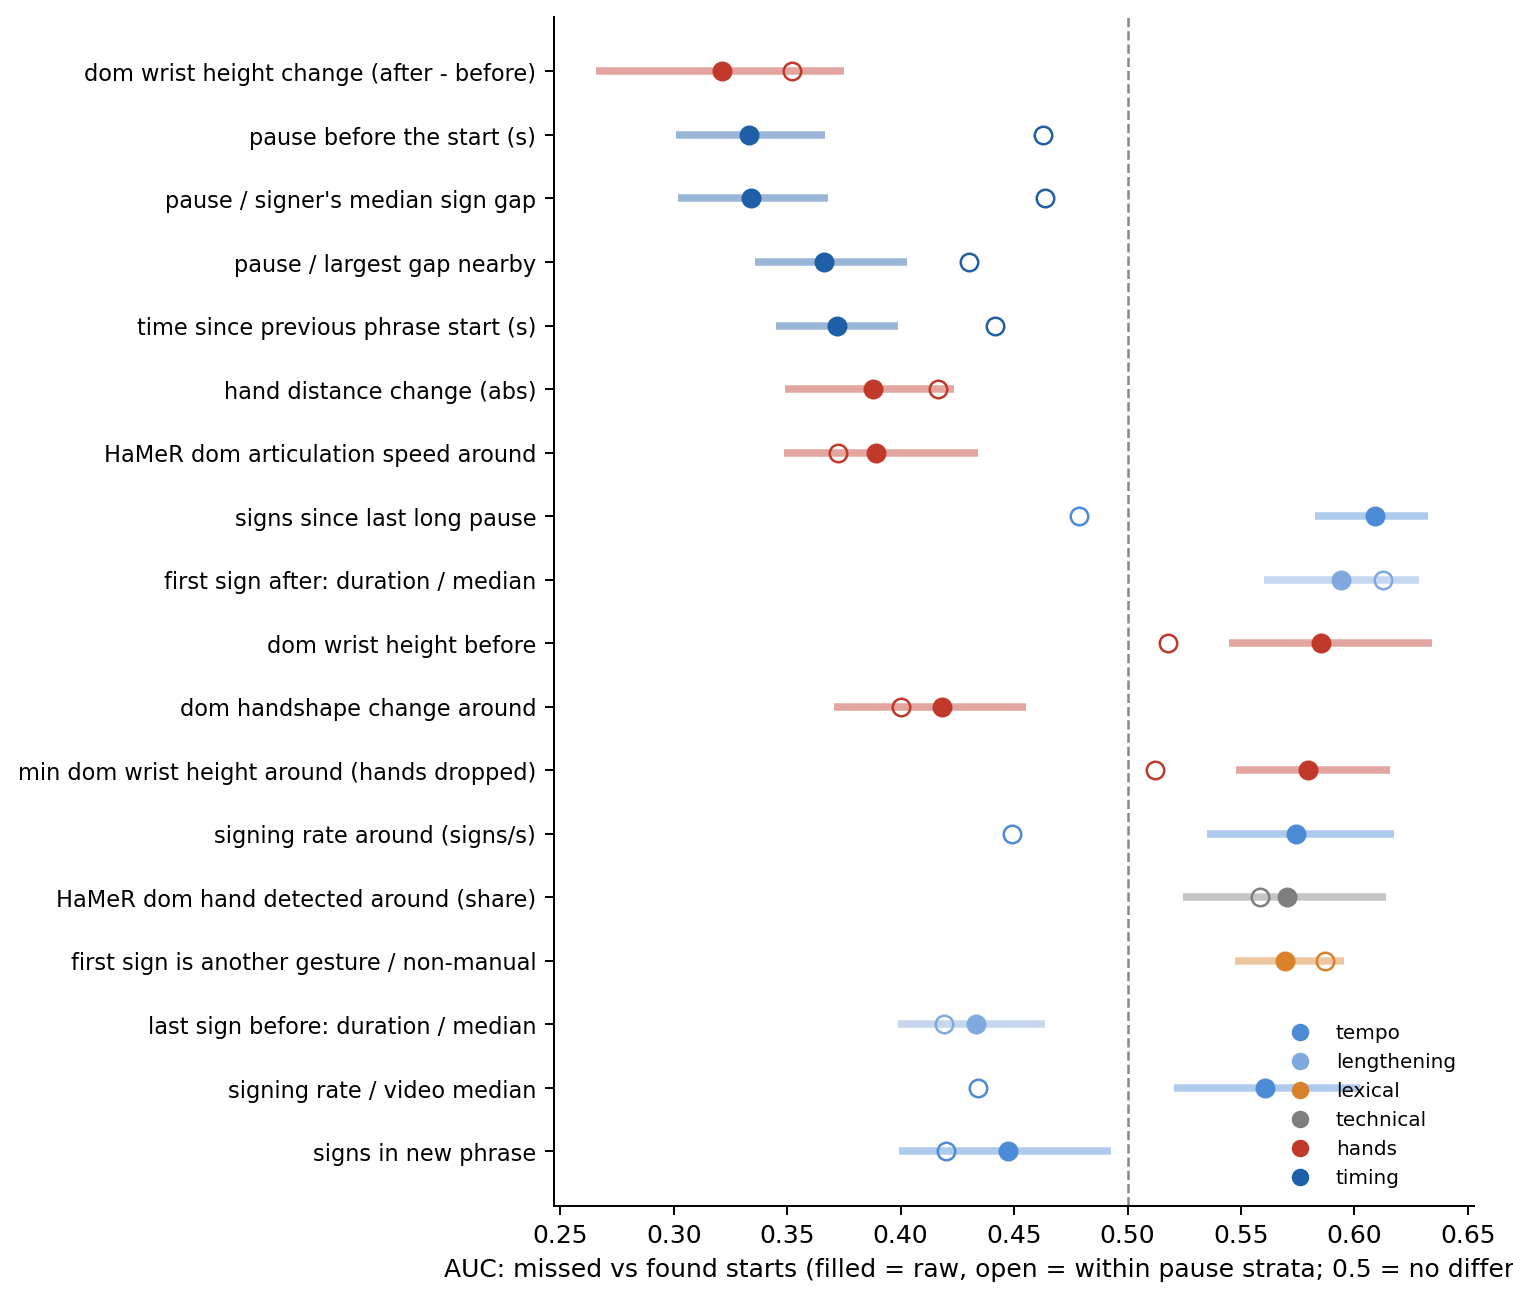 dom wrist height change (after - before)
pause before the start (s)
pause / signer's median sign gap
pause / largest gap nearby
time since previous phrase start (s)
hand distance change (abs)
HaMeR dom articulation speed around
signs since last long pause
first sign after: duration / median
dom wrist height before
dom handshape change around
min dom wrist height around (hands dropped)
signing rate around (signs/s)
HaMeR dom hand detected around (share)
first sign is another gesture / non-manual
last sign before: duration / median
signing rate / video median
signs in new phrase
tempo
lengthening
lexical
technical
hands
timing
0.25 0.30 0.35 0.40 0.45 0.50 0.55 0.60 0.65
AUC: missed vs found starts (filled = raw, open = within pause strata; 0.5 = no differ